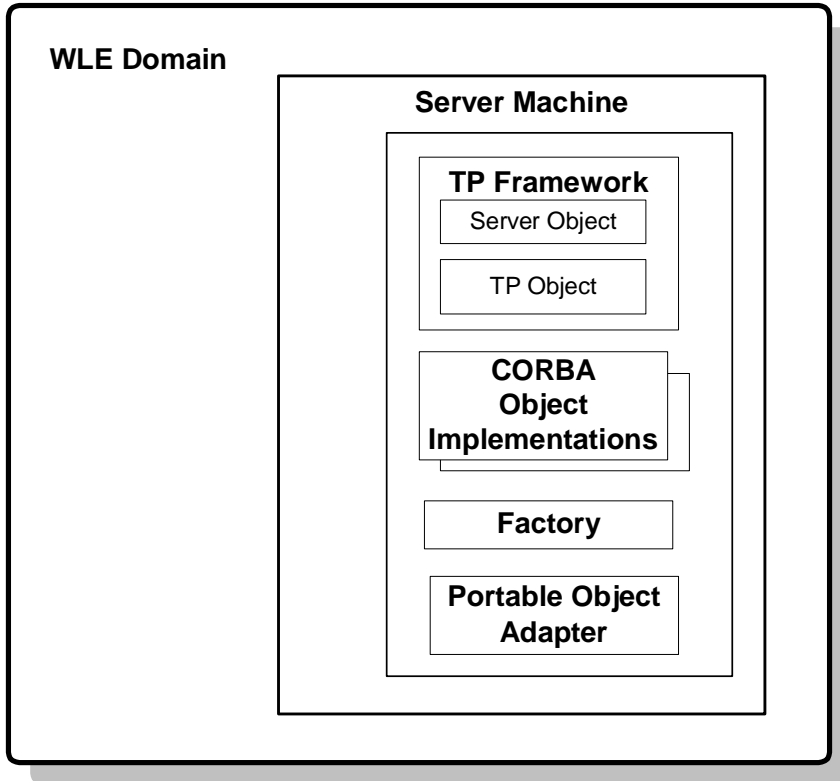 WLE Domain
Server Machine
TP Framework
Server Object
TP Object
CORBA
Object
Implementations
Factory
Portable Object
Adapter